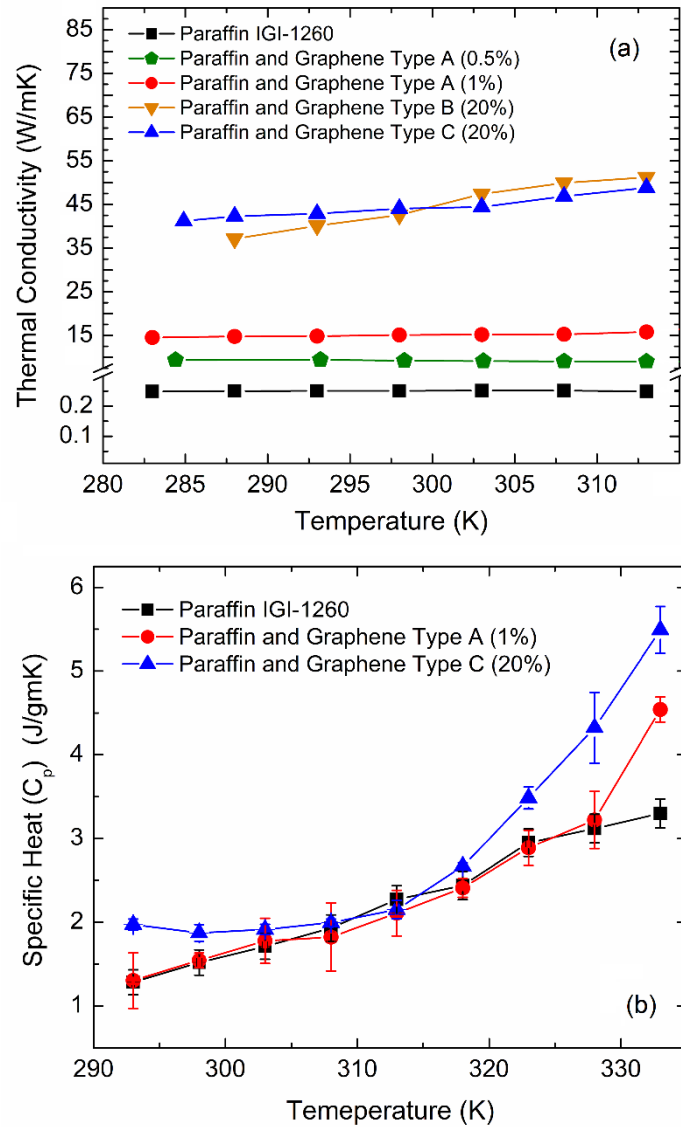 85
75
65
55
45
35
25
15
0.2
0.1
Thermal Conductivity (W/mK)
Paraffin IGI-1260
Paraffin and Graphene Type A (0.5%)
Paraffin and Graphene Type A (1%)
Paraffin and Graphene Type B (20%)
Paraffin and Graphene Type C (20%)
(a)
280 285 290 295 300 305 310
Temperature (K)
6
5
4
3
2
1
Specific Heat (Cp) (J/gmK)
Paraffin IGI-1260
Paraffin and Graphene Type A (1%)
Paraffin and Graphene Type C (20%)
(b)
290 300 310 320 330
Temeperature (K)